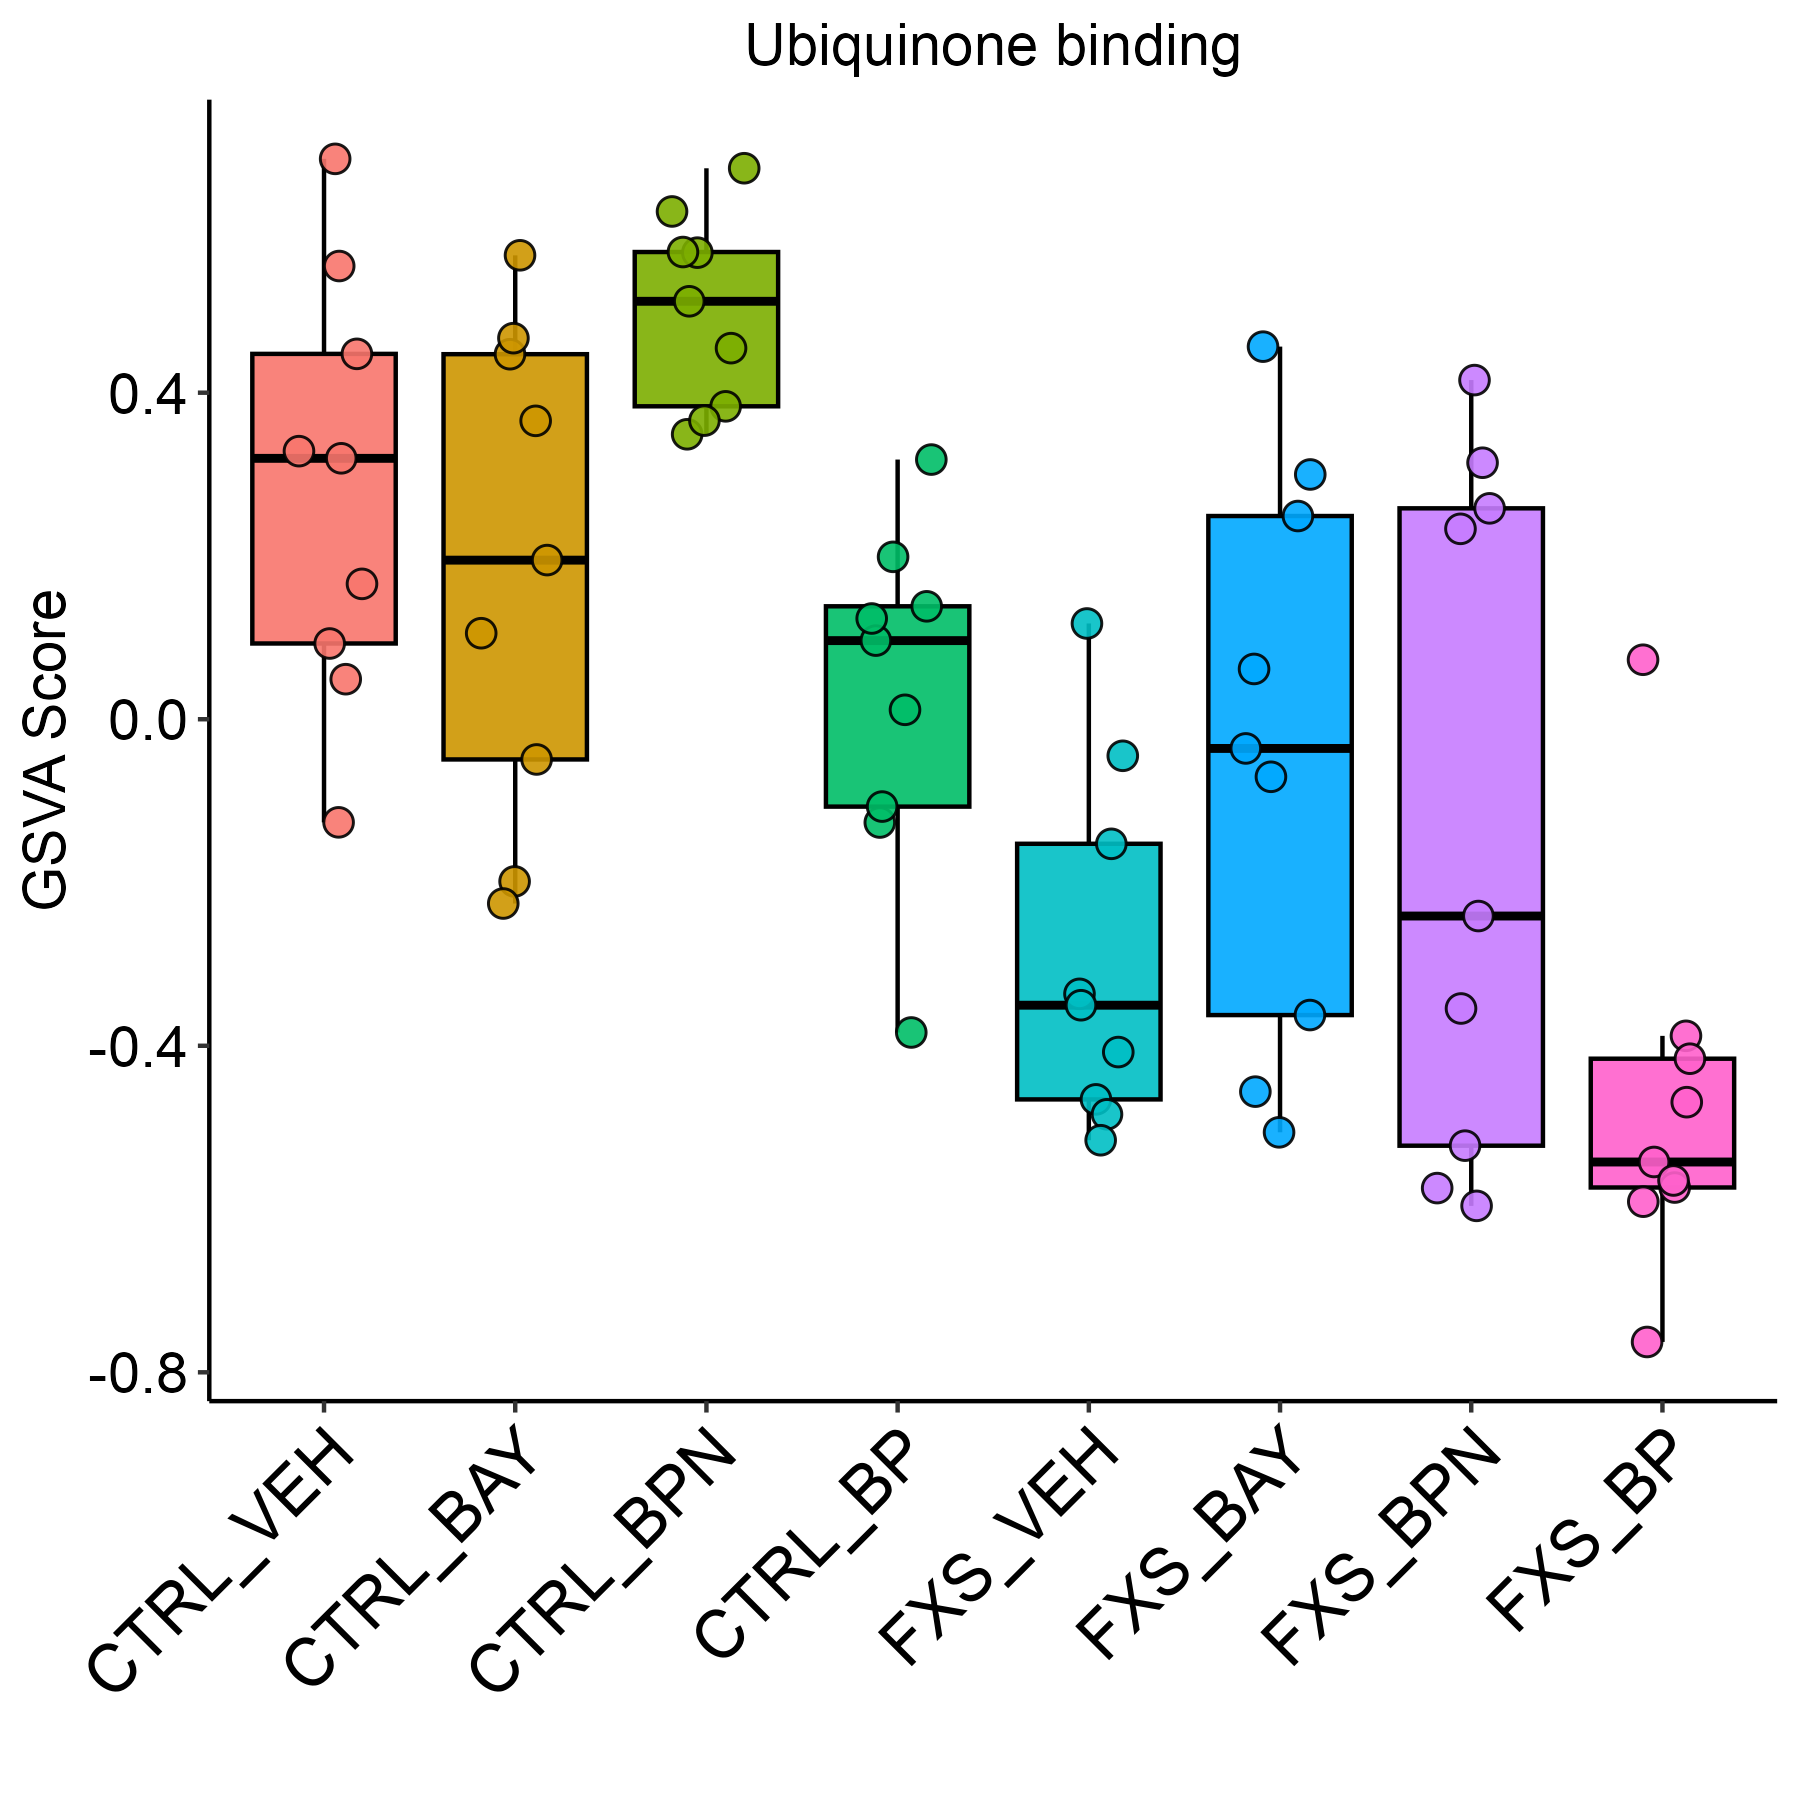 Ubiquinone binding
GSVA Score
0.4
0.0
-0.4
-0.8
CTRL_VEH
CTRL_BAY
CTRL_BPN
CTRL_BP
FXS_VEH
FXS_BAY
FXS_BPN
FXS_BP